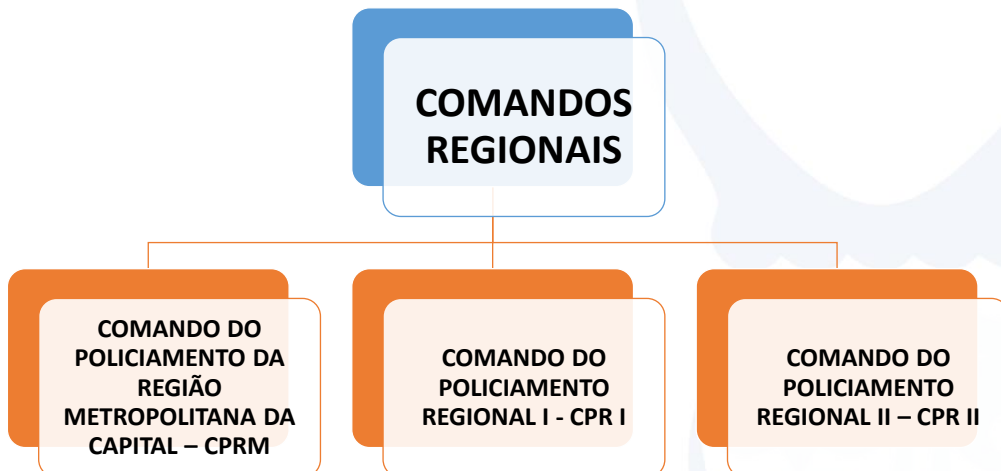 COMANDOS
REGIONAIS
COMANDO DO
POLICIAMENTO DA
REGIÃO
METROPOLITANA DA
CAPITAL – CPRM
COMANDO DO
POLICIAMENTO
REGIONAL I - CPR I
COMANDO DO
POLICIAMENTO
REGIONAL II – CPR II